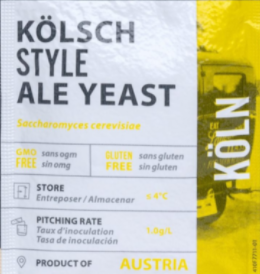 KÖLSCH
STYLE
ALE YEAST
Saccharomyces cerevisiae
GMO FREE sans ogm
sin omg
GLUTEN FREE sans gluten
sin gluten
STORE
Entreposer / Almacenar
< 4°C
PITCHING RATE
Taux d'inoculation
Tasa de inoculación
1.0g/L
PRODUCT OF AUSTRIA
KÖLN